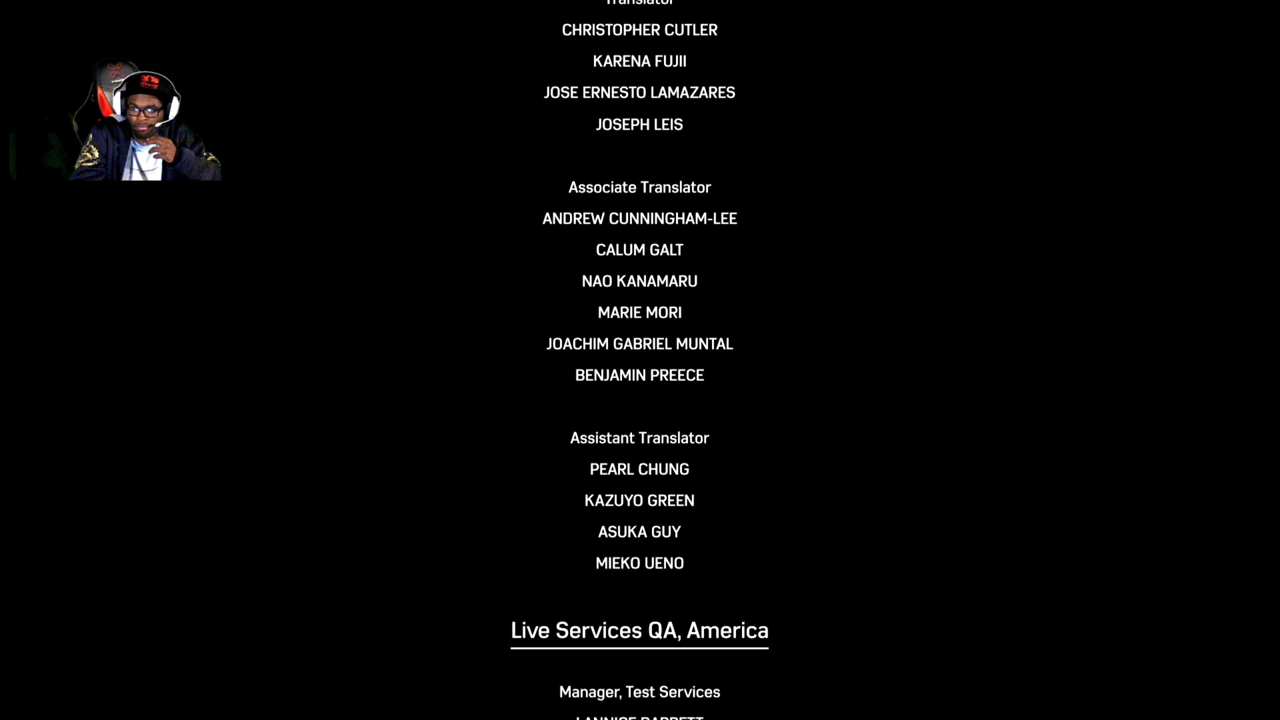 Translator
CHRISTOPHER CUTLER
KARENA FUJII
JOSE ERNESTO LAMAZARES
JOSEPH LEIS
Associate Translator
ANDREW CUNNINGHAM-LEE
CALUM GALT
NAO KANAMARU
MARIE MORI
JOACHIM GABRIEL MUNTAL
BENJAMIN PREECE
Assistant Translator
PEARL CHUNG
KAZUYO GREEN
ASUKA GUY
MIEKO UENO
Live Services QA, America
Manager, Test Services